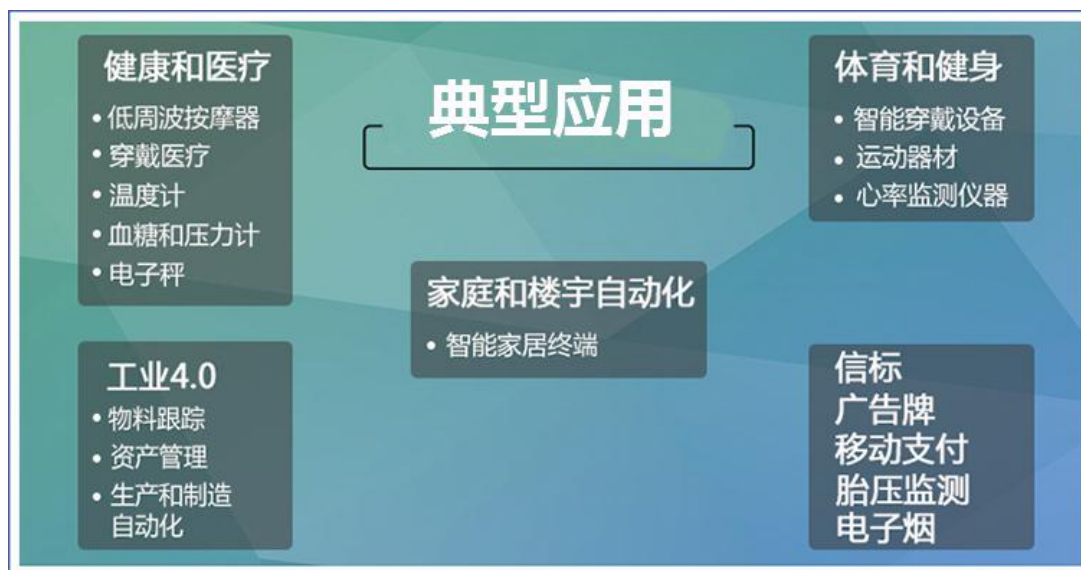 典型应用
健康和医疗
• 低周波按摩器
• 穿戴医疗
• 温度计
• 血糖和压力计
• 电子秤
体育和健身
• 智能穿戴设备
• 运动器材
• 心率监测仪器
家庭和楼宇自动化
• 智能家居终端
工业4.0
• 物料跟踪
• 资产管理
• 生产和制造
自动化
信标
广告牌
移动支付
胎压监测
电子烟